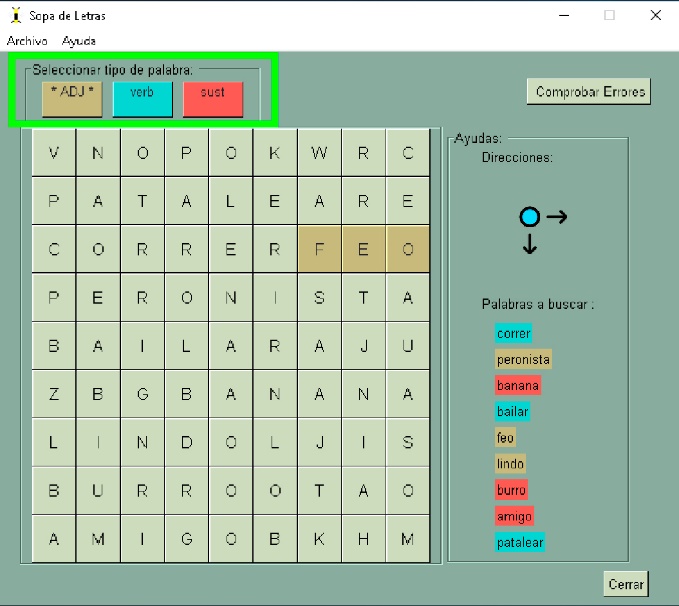 Sopa de Letras
Archivo Ayuda
Seleccionar tipo de palabra:
* ADJ * verb sust
Comprobar Errores
V N O P O K W R C
P A T A L E A R E
C O R R E R F E O
P E R O N I S T A
B A I L A R A J U
Z B G B A N A N A
L I N D O L J I S
B U R R O O T A O
A M I G O B K H M
Ayudas:
Direcciones:
Palabras a buscar :
correr
peronista
banana
bailar
feo
lindo
burro
amigo
patalear
Cerrar